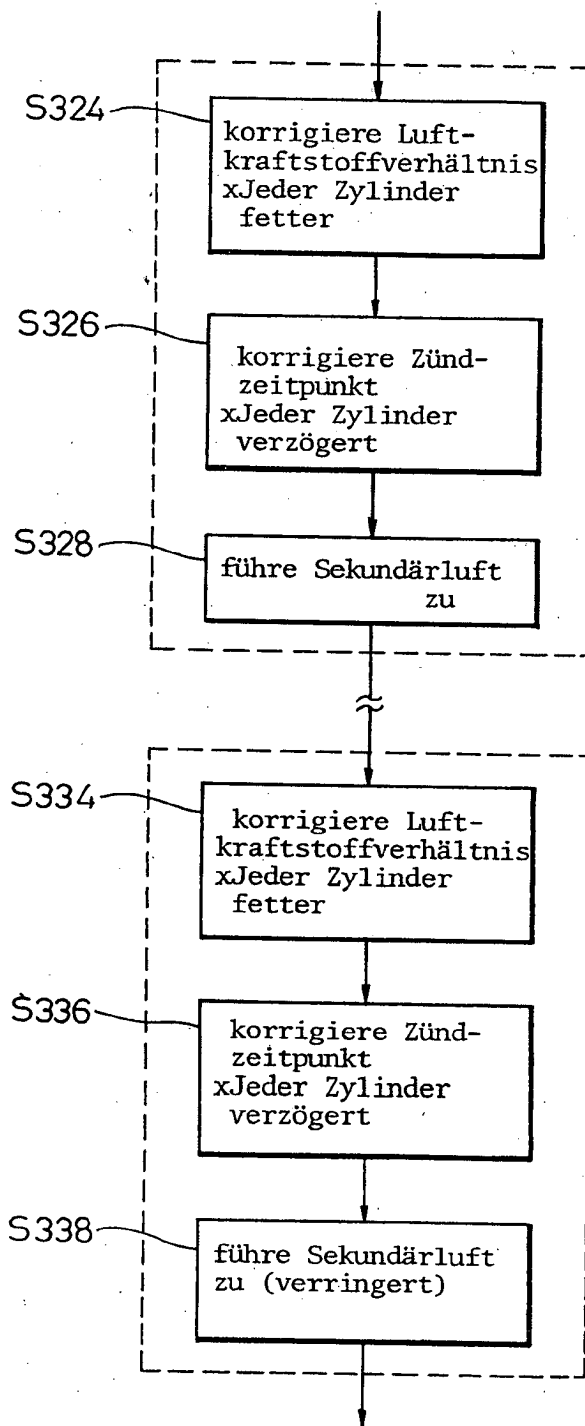 S324
korrigiere Luft-
kraftstoffverhältnis
xJeder Zylinder
fetter
S326
korrigiere Zünd-
zeitpunkt
xJeder Zylinder
verzögert
S328
führe Sekundärluft
zu
S334
korrigiere Luft-
kraftstoffverhältnis
xJeder Zylinder
fetter
S336
korrigiere Zünd-
zeitpunkt
xJeder Zylinder
verzögert
S338
führe Sekundärluft
zu (verringert)